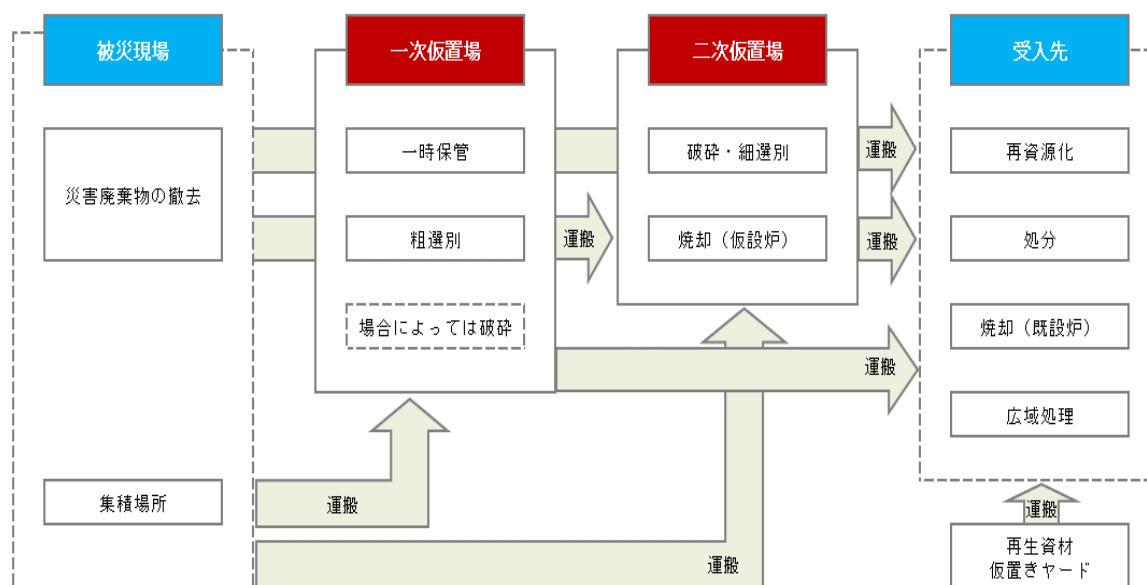 被災現場
一次仮置場
二次仮置場
受入先
災害廃棄物の撤去
一時保管
破砕・細選別
運搬
再資源化
粗選別
運搬
焼却（仮設炉）
運搬
処分
場合によっては破砕
焼却（既設炉）
運搬
広域処理
集積場所
運搬
運搬
運搬
再生資材
仮置きヤード